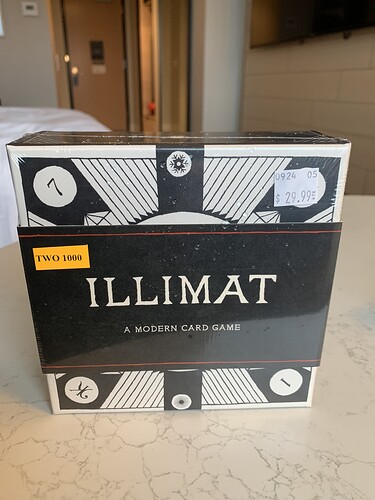 7
0924 05
$ 29.99
TWO 1000
ILLIMAT
A MODERN CARD GAME
1